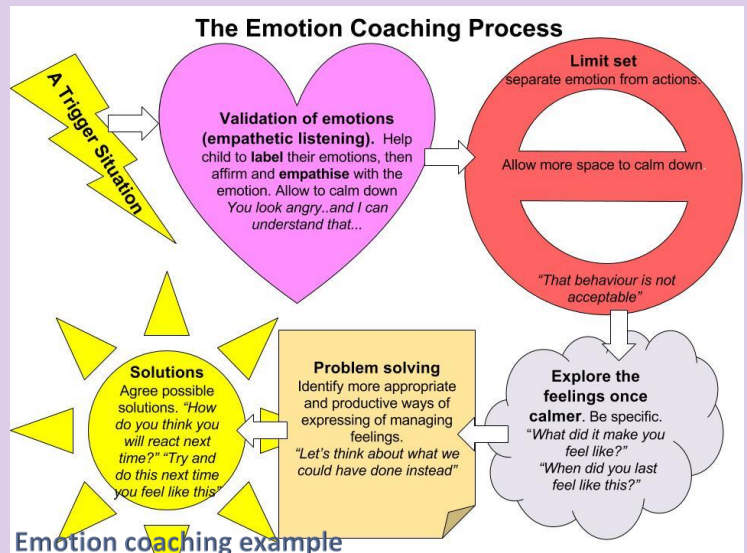 The Emotion Coaching Process
A Trigger Situation
Validation of emotions
(empathetic listening). Help
child to label their emotions, then
affirm and empathise with the
emotion. Allow to calm down
You look angry..and I can
understand that...
Limit set
separate emotion from actions.
Allow more space to calm down.
"That behaviour is not
acceptable"
Explore the
feelings once
calmer. Be specific.
"What did it make you
feel like?"
"When did you last
feel like this?"
Problem solving
Identify more appropriate
and productive ways of
expressing of managing
feelings.
"Let's think about what we
could have done instead"
Solutions
Agree possible
solutions. "How
do you think you
will react next
time?" "Try and
do this next time
you feel like this"
Emotion coaching example